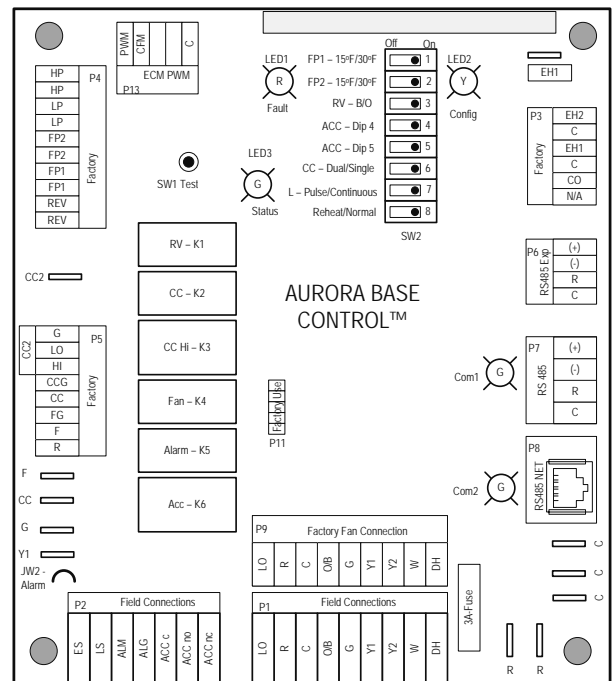 PWM
CFM
C
ECM PWM
P13
LED1
R
Fault
Off On
FP1 – 15ºF/30ºF 1
FP2 – 15ºF/30ºF 2
RV – B/O 3
ACC – Dip 4 4
ACC – Dip 5 5
CC – Dual/Single 6
L – Pulse/Continuous 7
Reheat/Normal 8
SW2
LED2
Y
Config
EH1
P4
HP
HP
LP
LP
FP2
FP2
FP1
FP1
REV
REV
Factory
SW1 Test
LED3
G
Status
P3
Factory
EH2
C
EH1
C
CO
N/A
RV – K1
CC – K2
CC Hi – K3
Fan – K4
Alarm – K5
Acc – K6
AURORA BASE
CONTROL™
P6
RS485 Exp
(+)
(-)
R
C
CC2
CC2
P5
G
LO
HI
CCG
CC
FG
F
R
Factory
Factory Use
P11
Com1
G
P7
RS 485
(+)
(-)
R
C
Com2
G
P8
RS485 NET
F
CC
G
Y1
JW2 -
Alarm
P9
Factory Fan Connection
LO
R
C
O/B
G
Y1
Y2
W
DH
3A-Fuse
C
C
C
P2
Field Connections
ES
LS
ALM
ALG
ACC c
ACC no
ACC nc
P1
Field Connections
LO
R
C
O/B
G
Y1
Y2
W
DH
R
R